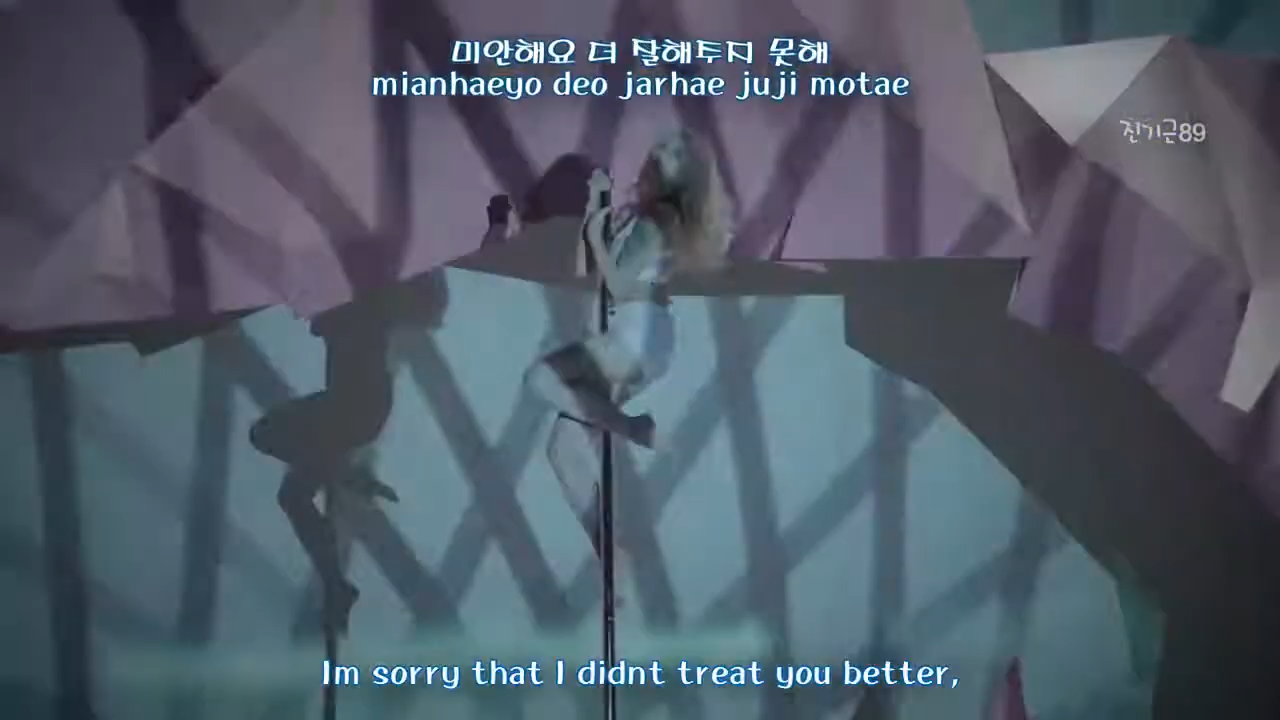 미안해요 더 잘해주지 못해
mianhaeyo deo jarhae juji motae
진기근89
Im sorry that I didnt treat you better,